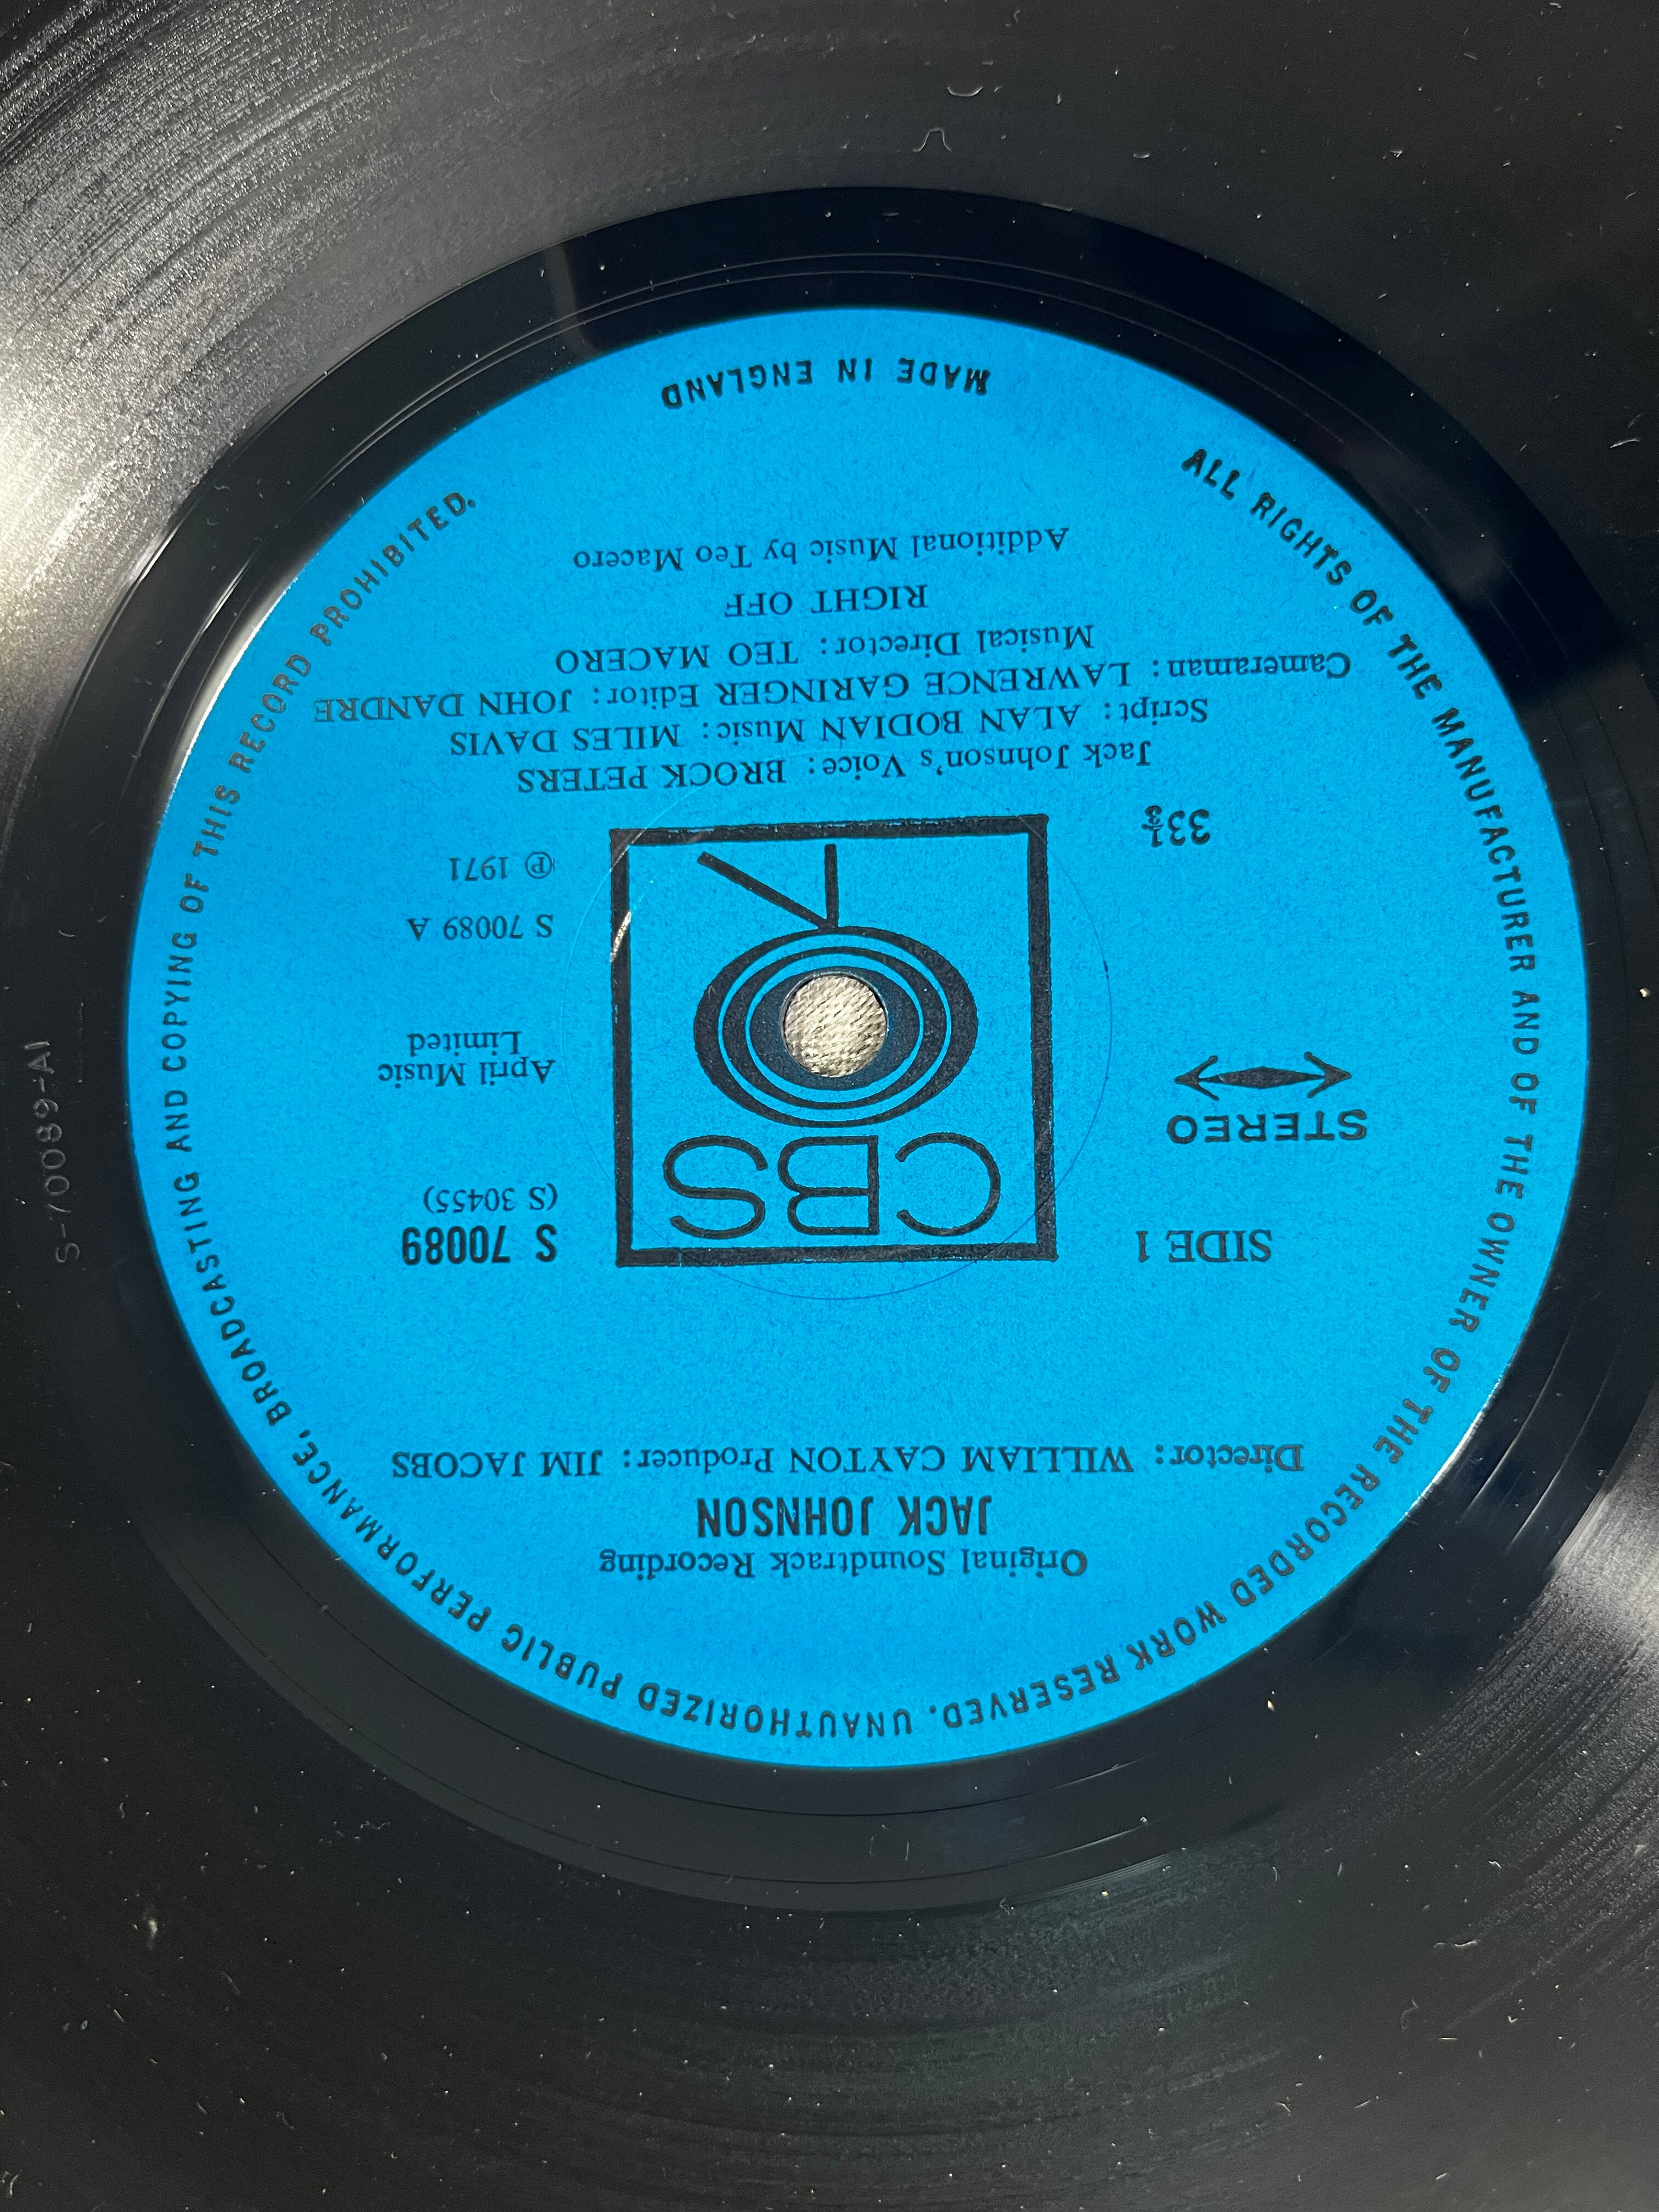 Original Soundtrack Recording
JACK JOHNSON
Director: WILLIAM CAYTON Producer: JIM JACOBS
SIDE 1
STEREO
33⅓
CBS
S 70089
(S 30455)
April Music
Limited
S 70089 A
℗ 1971
Jack Johnson's Voice: BROCK PETERS
Script: ALAN BODIAN Music: MILES DAVIS
Cameraman: LAWRENCE GARINGER Editor: JOHN DANDRE
Musical Director: TEO MACERO
RIGHT OFF
Additional Music by Teo Macero
MADE IN ENGLAND
ALL RIGHTS OF THE MANUFACTURER AND OF THE OWNER OF THE RECORDED WORK RESERVED. UNAUTHORIZED PUBLIC PERFORMANCE, BROADCASTING AND COPYING OF THIS RECORD PROHIBITED.
S-70089-A1